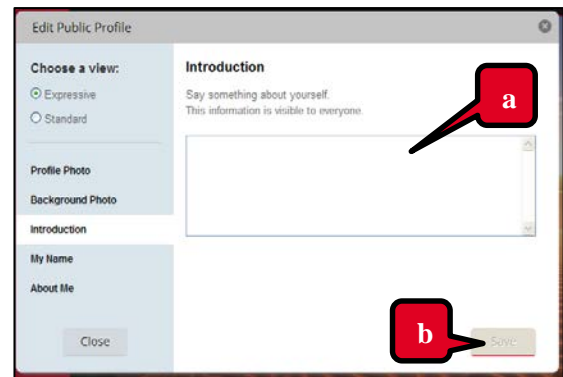 Edit Public Profile
Choose a view:
Expressive
Standard
Profile Photo
Background Photo
Introduction
My Name
About Me
Close
Introduction
Say something about yourself.
This information is visible to everyone.
a
b
Save